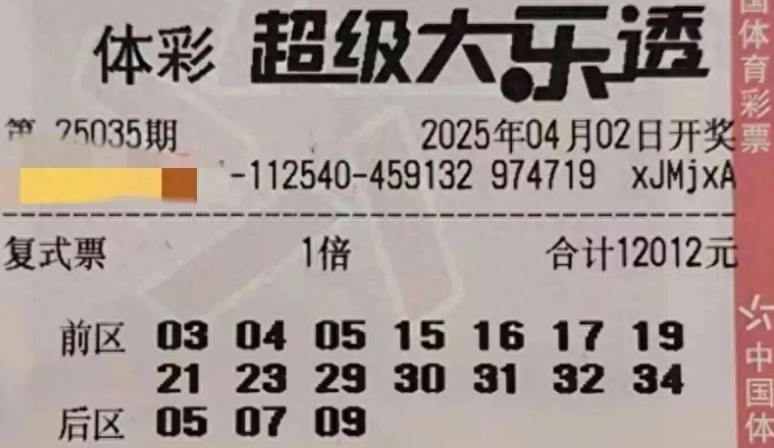 体彩 超级大乐透
第 25035期 2025年04月02日开奖
-112540-459132 974719 xJMjxA
复式票 1倍 合计12012元
前区 03 04 05 15 16 17 19
21 23 29 30 31 32 34
后区 05 07 09
国体育彩票
中国体